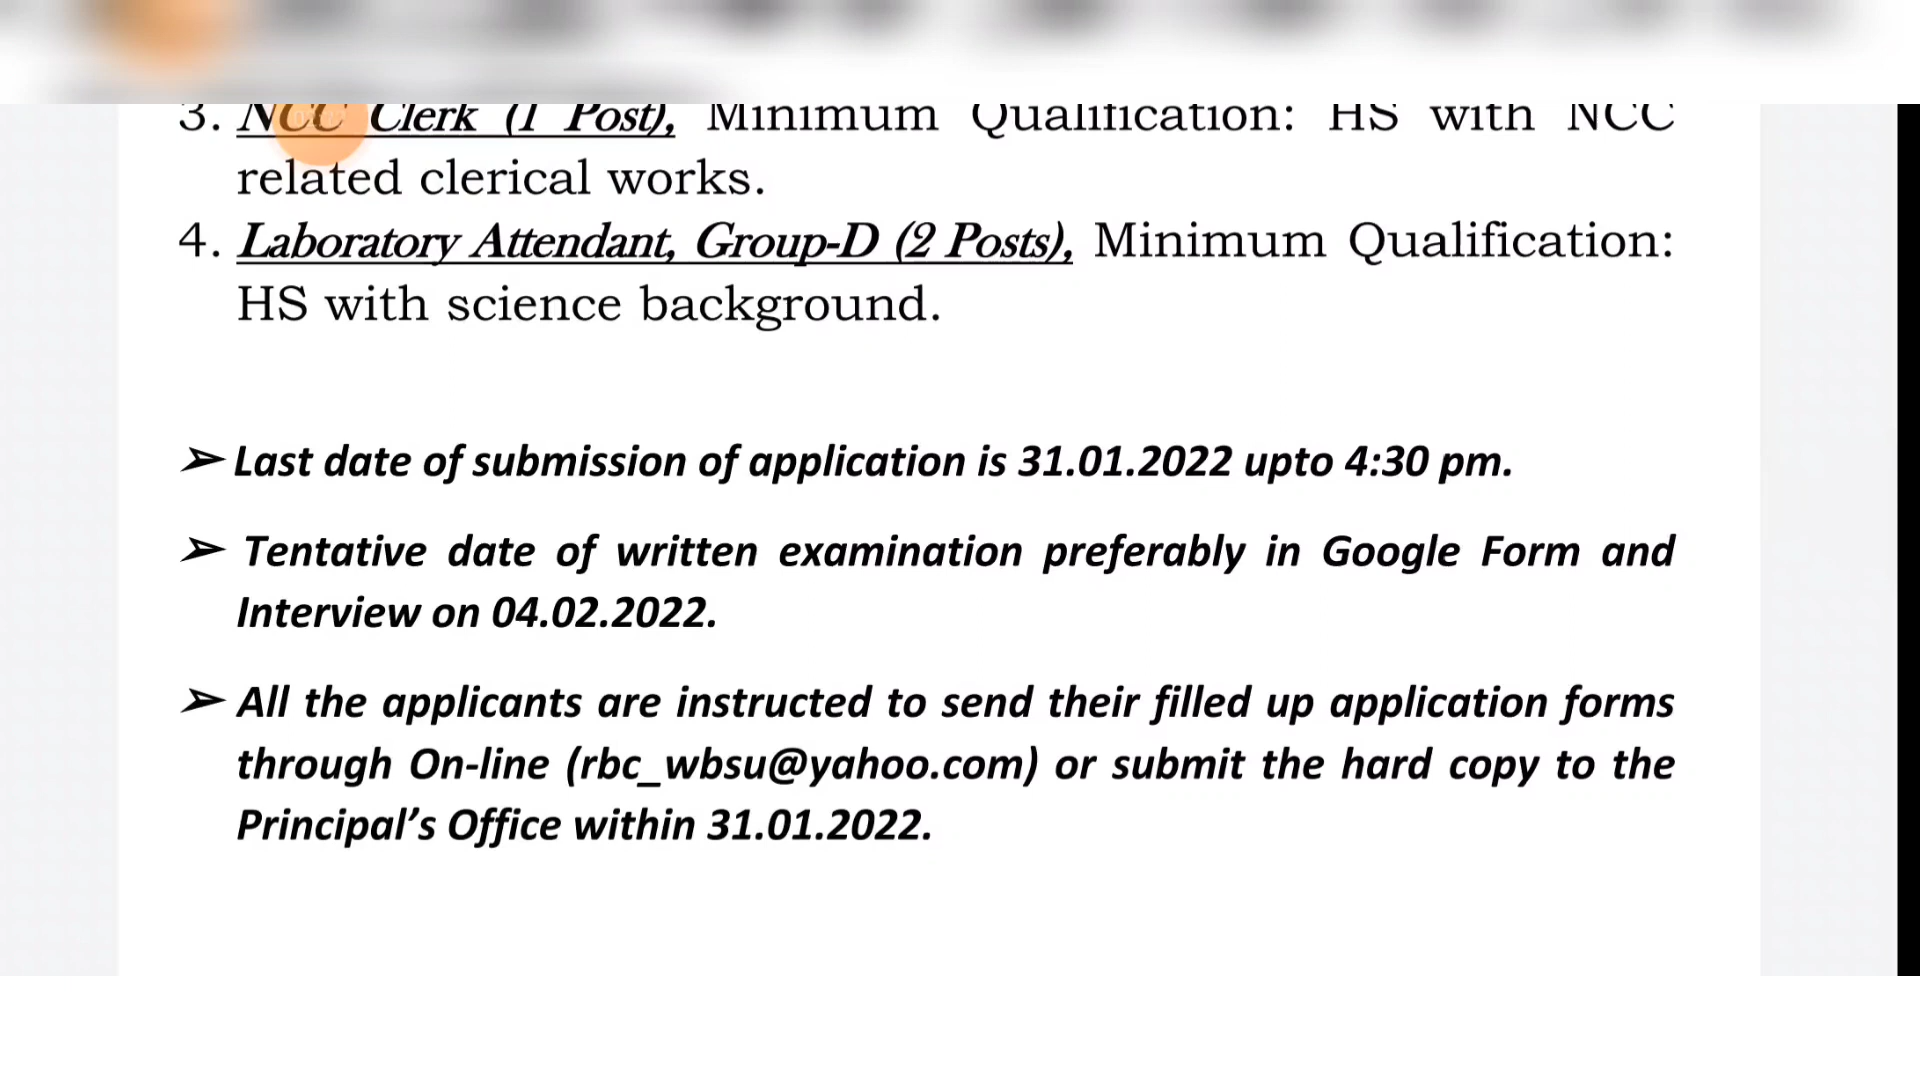 3. NCC Clerk (1 Post), Minimum Qualification: HS with NCC
related clerical works.
4. Laboratory Attendant, Group-D (2 Posts), Minimum Qualification:
HS with science background.
➢ Last date of submission of application is 31.01.2022 upto 4:30 pm.
➢ Tentative date of written examination preferably in Google Form and
Interview on 04.02.2022.
➢ All the applicants are instructed to send their filled up application forms
through On-line (rbc_wbsu@yahoo.com) or submit the hard copy to the
Principal’s Office within 31.01.2022.